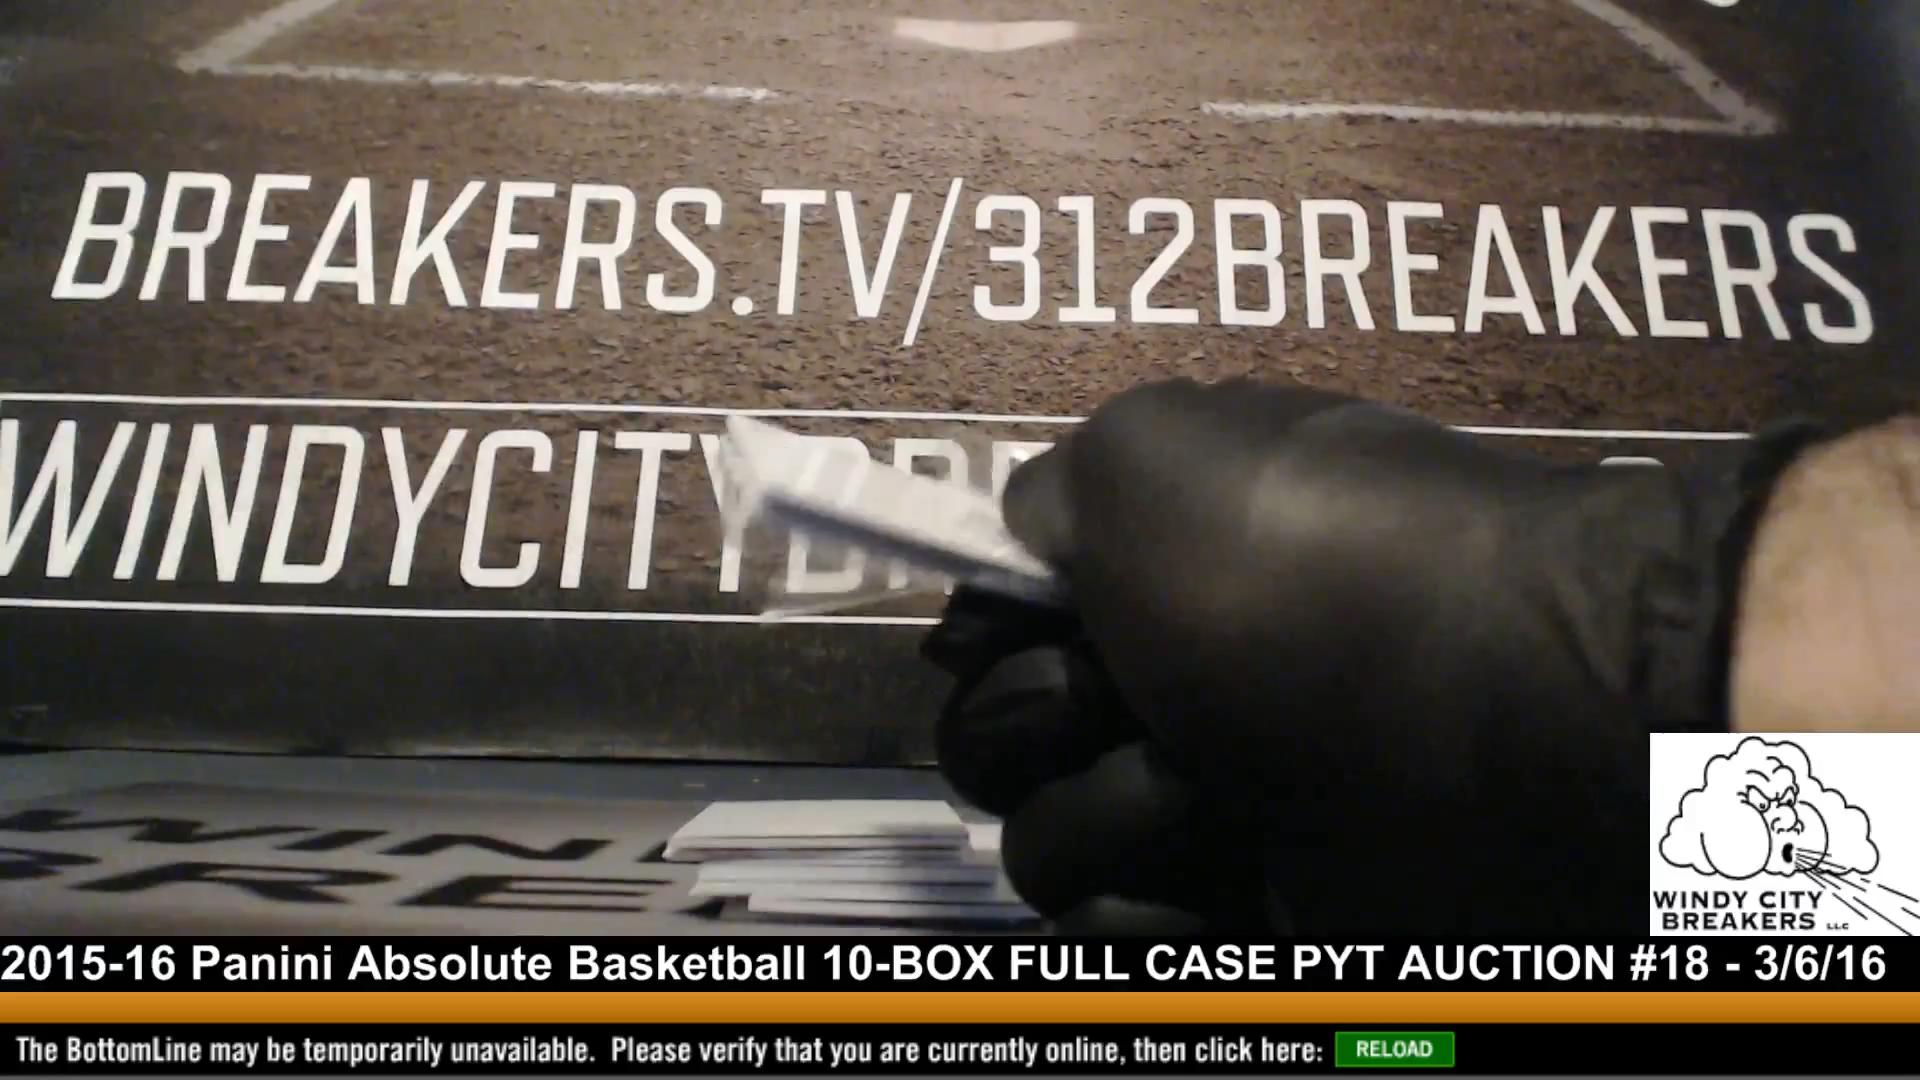 BREAKERS.TV/312BREAKERS
WINDYCITY
WINDY CITY
BREAKERS LLC
2015-16 Panini Absolute Basketball 10-BOX FULL CASE PYT AUCTION #18 - 3/6/16
The BottomLine may be temporarily unavailable. Please verify that you are currently online, then click here: RELOAD